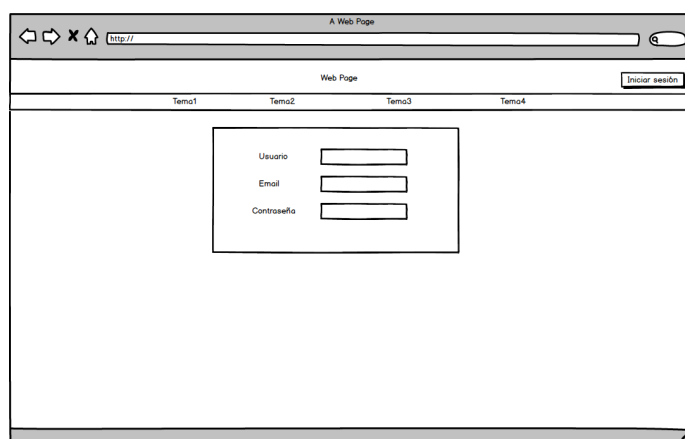 A Web Page
http://
Web Page
Iniciar sesión
Tema1 Tema2 Tema3 Tema4
Usuario
Email
Contraseña